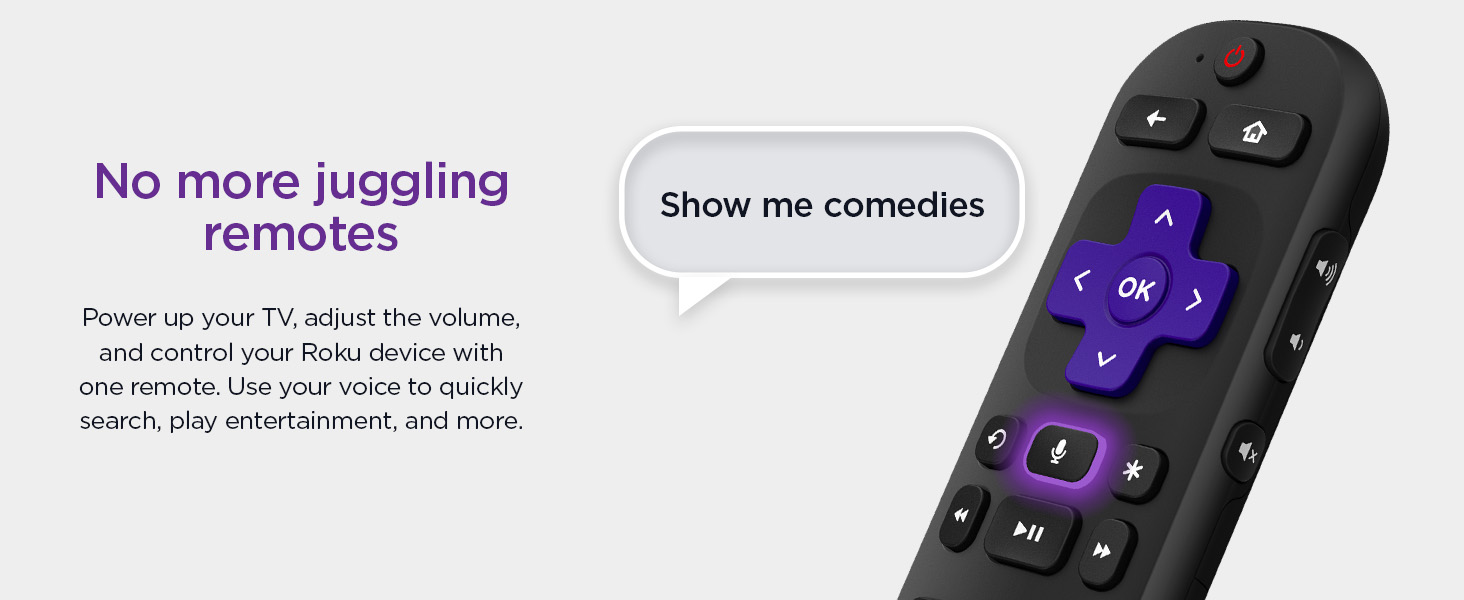 No more juggling
remotes
Power up your TV, adjust the volume,
and control your Roku device with
one remote. Use your voice to quickly
search, play entertainment, and more.
Show me comedies
OK